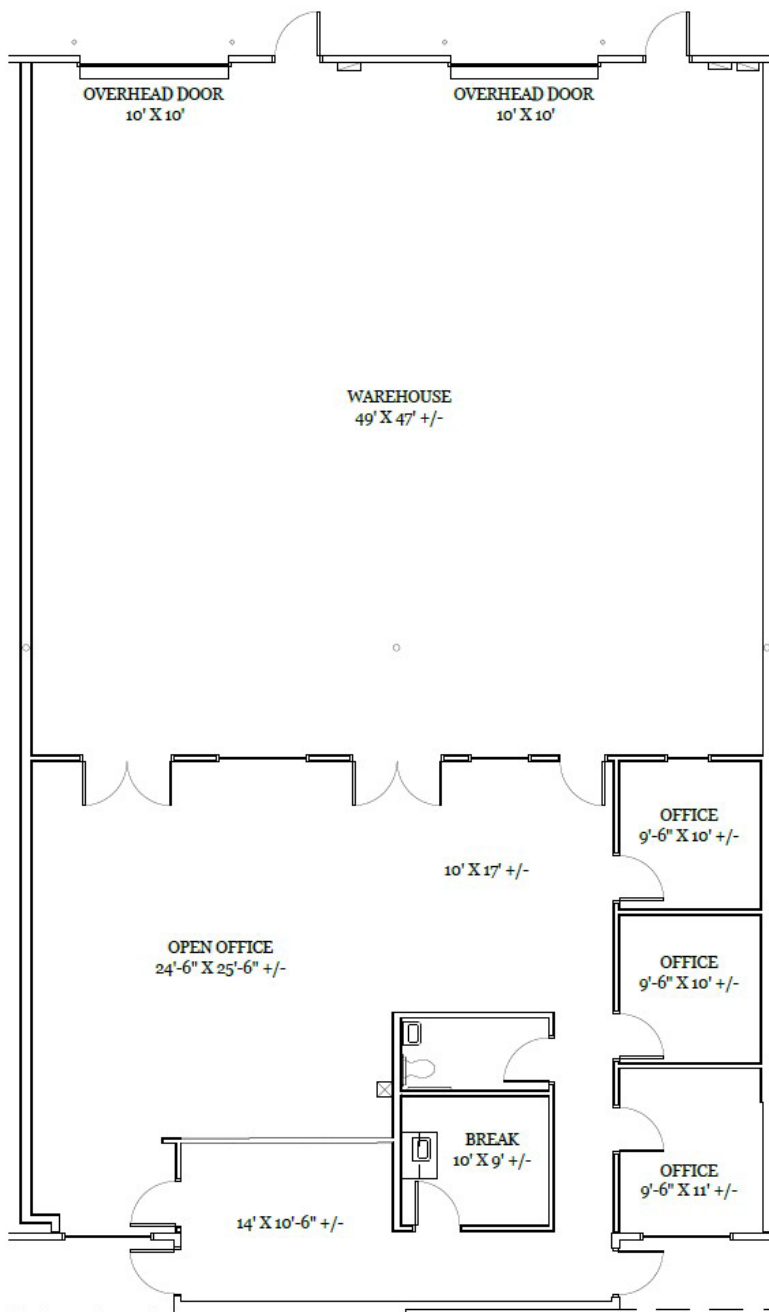 OVERHEAD DOOR
10' X 10'
OVERHEAD DOOR
10' X 10'
WAREHOUSE
49' X 47' +/-
OFFICE
9'-6" X 10' +/-
10' X 17' +/-
OPEN OFFICE
24'-6" X 25'-6" +/-
OFFICE
9'-6" X 10' +/-
BREAK
10' X 9' +/-
OFFICE
9'-6" X 11' +/-
14' X 10'-6" +/-